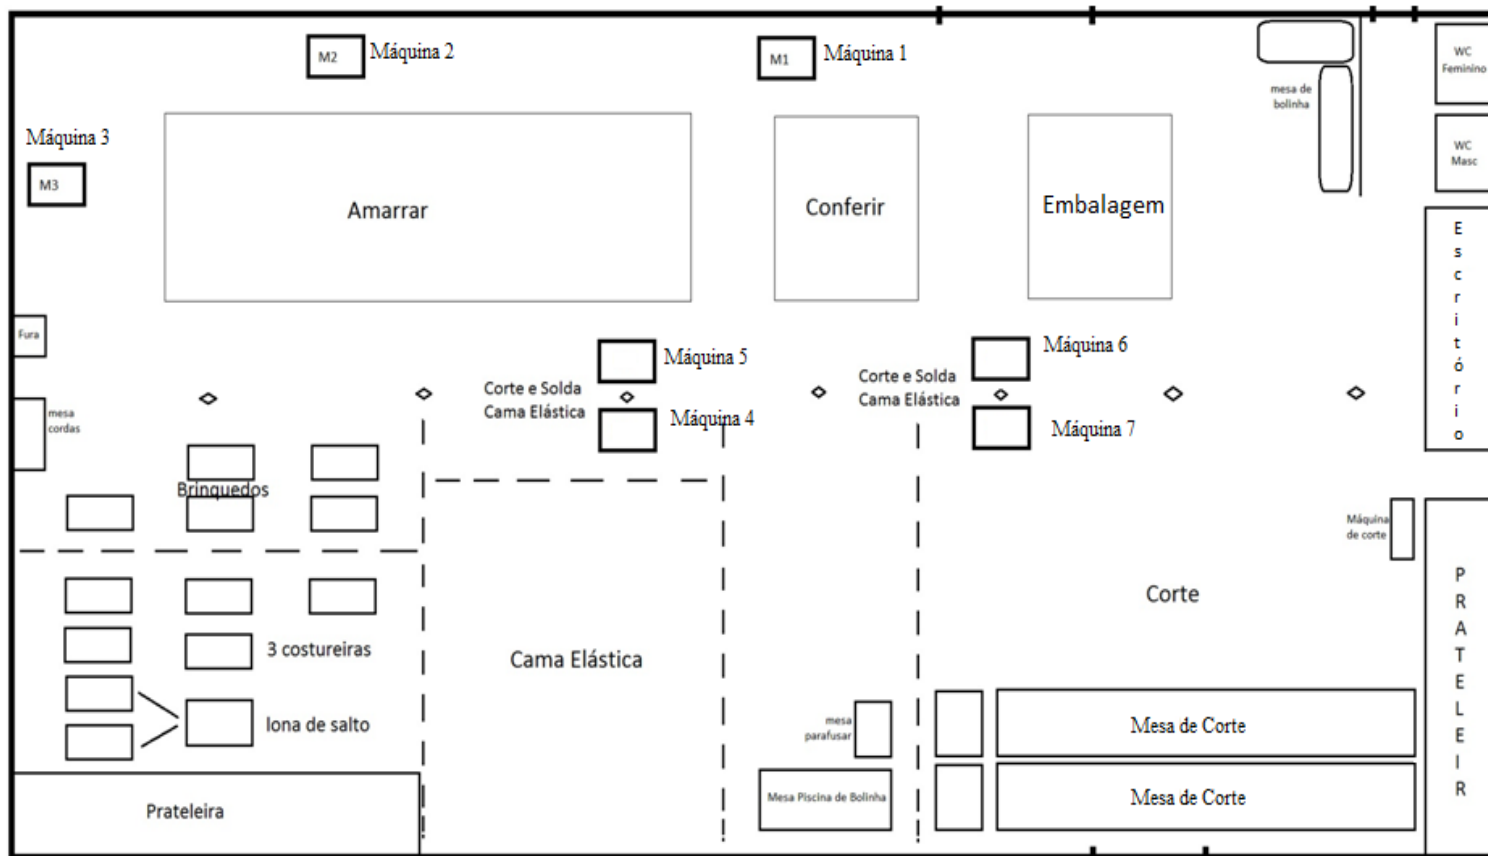 M2
Máquina 2
M1
Máquina 1
WC
Feminino
mesa de
bolinha
Máquina 3
M3
WC
Masc
Amarrar
Conferir
Embalagem
E
s
c
r
i
t
ó
r
i
o
Fura
Máquina 5
Máquina 6
Corte e Solda
Cama Elástica
Corte e Solda
Cama Elástica
mesa
cordas
Máquina 4
Máquina 7
Brinquedos
Máquina
de corte
Corte
P
R
A
T
E
L
E
I
R
3 costureiras
Cama Elástica
lona de salto
mesa
parafusar
Mesa de Corte
Mesa Piscina de Bolinha
Mesa de Corte
Prateleira